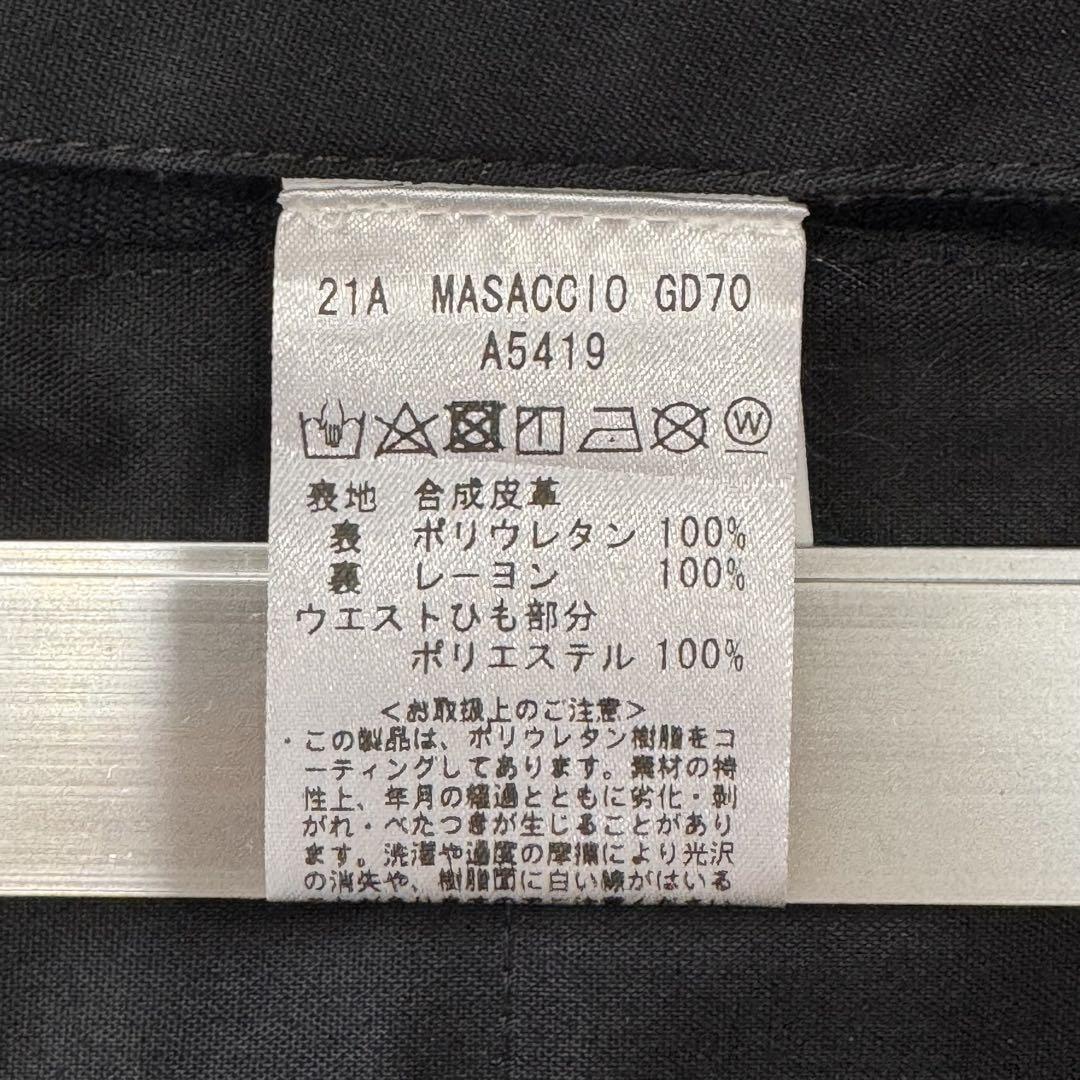 21A MASACCIO GD70
A5419
W
表地 合成皮革
表 ポリウレタン 100%
裏 レーヨン 100%
ウエストひも部分
ポリエステル 100%
<お取扱上のご注意>
・この製品は、ポリウレタン樹脂をコ
ーティングしてあります。素材の特
性上、年月の経過とともに劣化・剥
がれ・べたつきが生じることがあり
ます。洗濯や過度の摩擦により光沢
の消失や、樹脂面に白い線がはいる